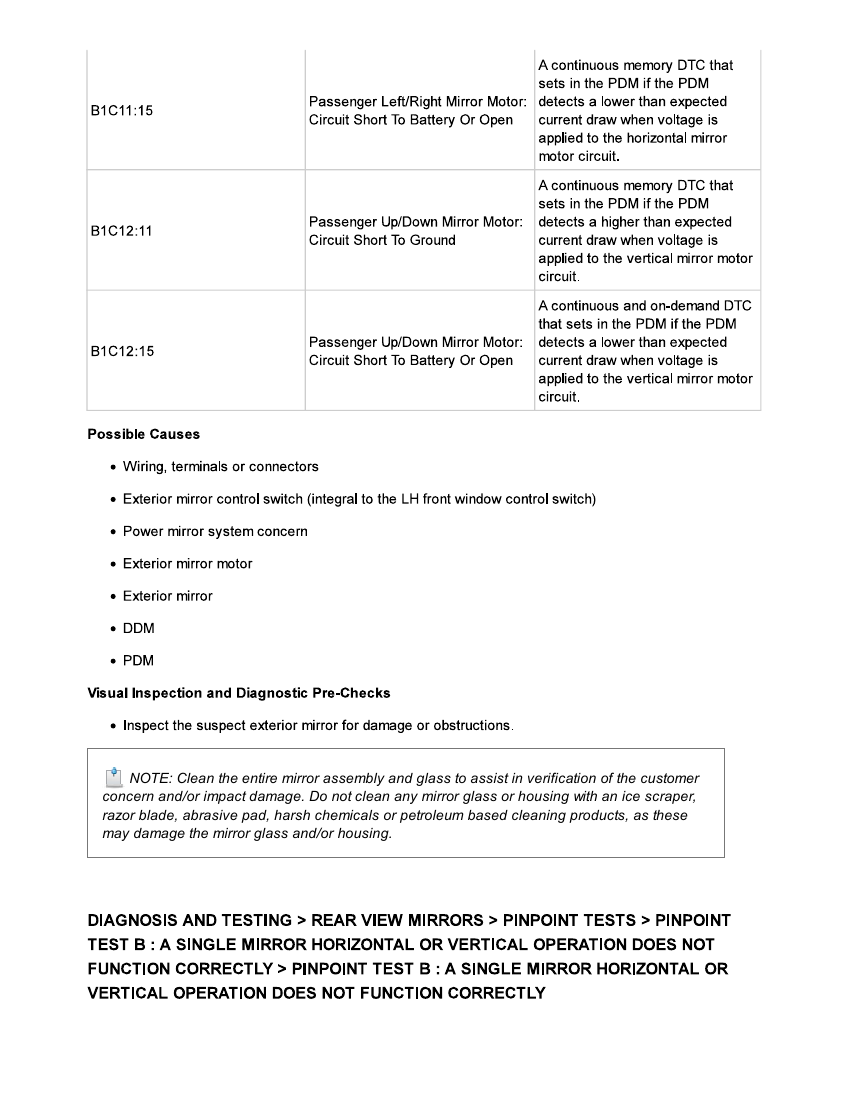 B1C11:15
Passenger Left/Right Mirror Motor:
Circuit Short To Battery Or Open
A continuous memory DTC that
sets in the PDM if the PDM
detects a lower than expected
current draw when voltage is
applied to the horizontal mirror
motor circuit.
B1C12:11
Passenger Up/Down Mirror Motor:
Circuit Short To Ground
A continuous memory DTC that
sets in the PDM if the PDM
detects a higher than expected
current draw when voltage is
applied to the vertical mirror motor
circuit.
B1C12:15
Passenger Up/Down Mirror Motor:
Circuit Short To Battery Or Open
A continuous and on-demand DTC
that sets in the PDM if the PDM
detects a lower than expected
current draw when voltage is
applied to the vertical mirror motor
circuit.
Possible Causes
• Wiring, terminals or connectors
• Exterior mirror control switch (integral to the LH front window control switch)
• Power mirror system concern
• Exterior mirror motor
• Exterior mirror
• DDM
• PDM
Visual Inspection and Diagnostic Pre-Checks
• Inspect the suspect exterior mirror for damage or obstructions.
NOTE: Clean the entire mirror assembly and glass to assist in verification of the customer
concern and/or impact damage. Do not clean any mirror glass or housing with an ice scraper,
razor blade, abrasive pad, harsh chemicals or petroleum based cleaning products, as these
may damage the mirror glass and/or housing.
DIAGNOSIS AND TESTING > REAR VIEW MIRRORS > PINPOINT TESTS > PINPOINT
TEST B : A SINGLE MIRROR HORIZONTAL OR VERTICAL OPERATION DOES NOT
FUNCTION CORRECTLY > PINPOINT TEST B : A SINGLE MIRROR HORIZONTAL OR
VERTICAL OPERATION DOES NOT FUNCTION CORRECTLY